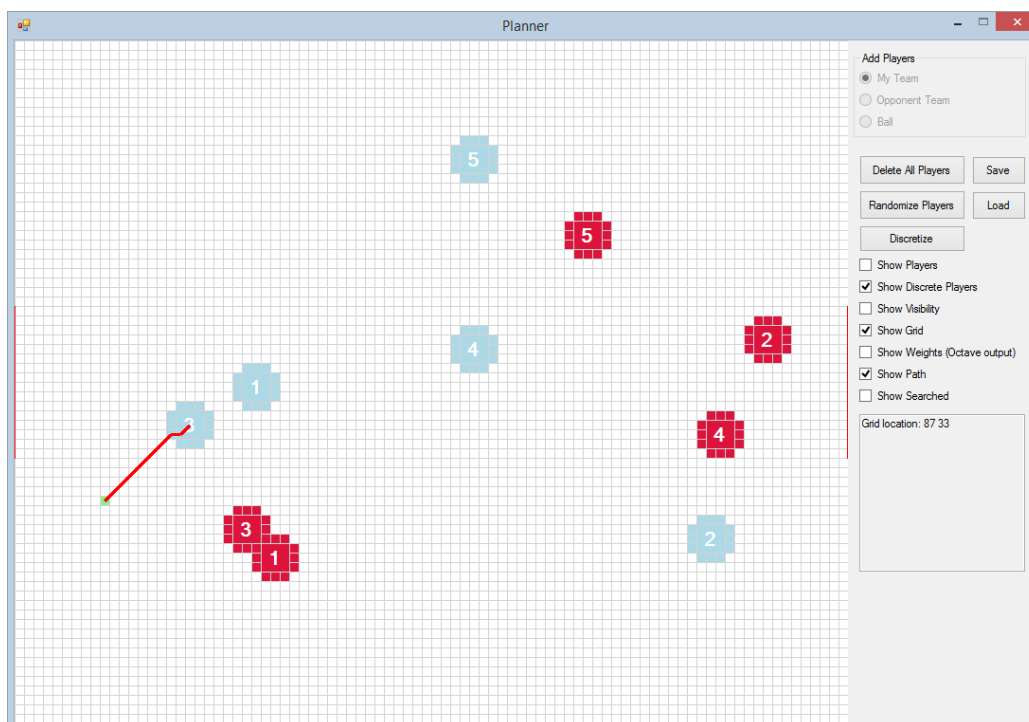 Planner
Add Players
My Team
Opponent Team
Ball
Delete All Players
Save
Randomize Players
Load
Discretize
Show Players
Show Discrete Players
Show Visibility
Show Grid
Show Weights (Octave output)
Show Path
Show Searched
Grid location: 87 33
5
5
2
4
1
3
4
3
1
2